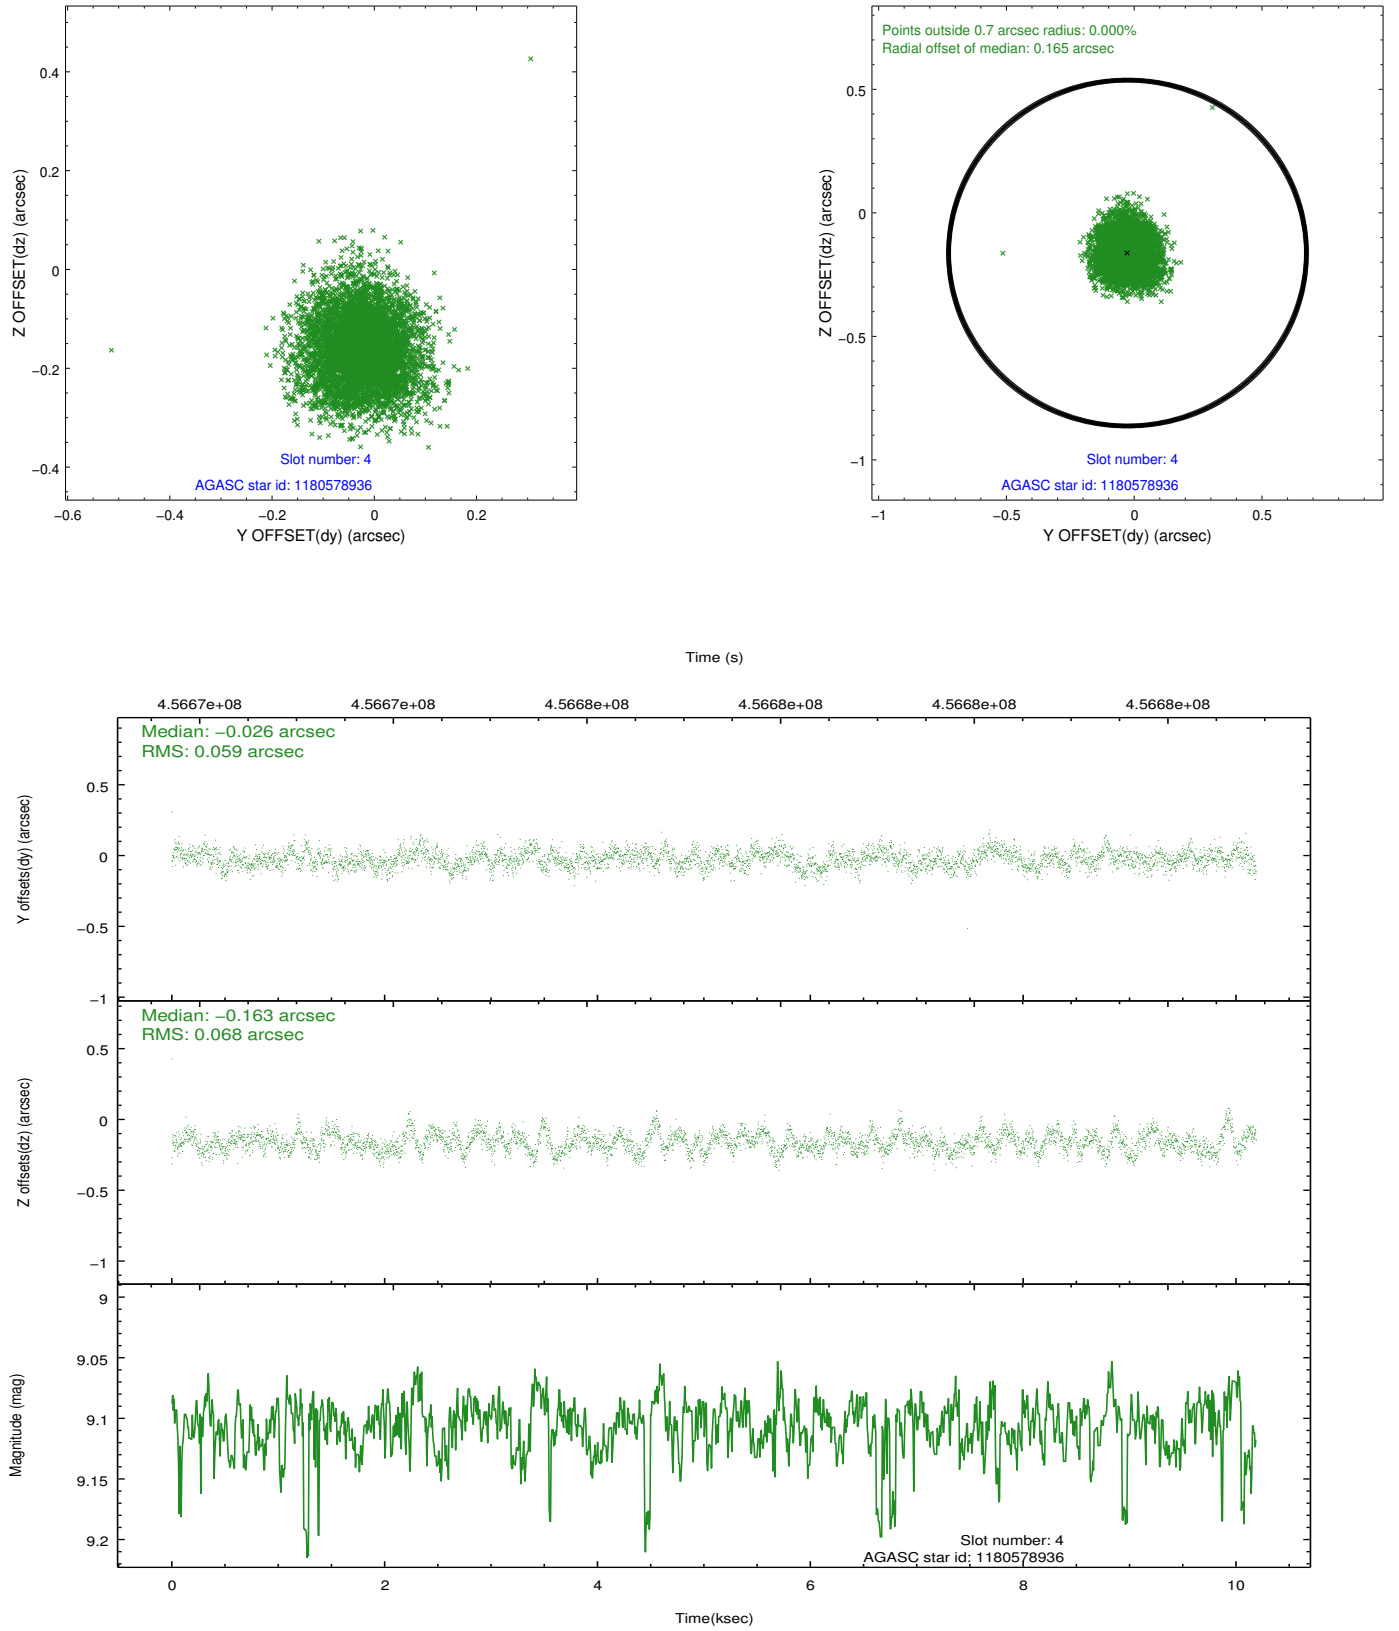 0.4
0.2
0
−0.2
−0.4
Z OFFSET(dz) (arcsec)
Slot number: 4
AGASC star id: 1180578936
−0.6
−0.4
−0.2
0
0.2
Y OFFSET(dy) (arcsec)
Points outside 0.7 arcsec radius: 0.000%
Radial offset of median: 0.165 arcsec
0.5
0
−0.5
−1
Z OFFSET(dz) (arcsec)
Slot number: 4
AGASC star id: 1180578936
−1
−0.5
0
0.5
Y OFFSET(dy) (arcsec)
Time (s)
4.5667e+08
4.5667e+08
4.5668e+08
4.5668e+08
4.5668e+08
4.5668e+08
Median: −0.026 arcsec
RMS: 0.059 arcsec
0.5
0
−0.5
−1
Y offsets(dy) (arcsec)
Median: −0.163 arcsec
RMS: 0.068 arcsec
0.5
0
−0.5
−1
Z offsets(dz) (arcsec)
9
9.05
9.1
9.15
9.2
Magnitude (mag)
Slot number: 4
AGASC star id: 1180578936
0
2
4
6
8
10
Time(ksec)